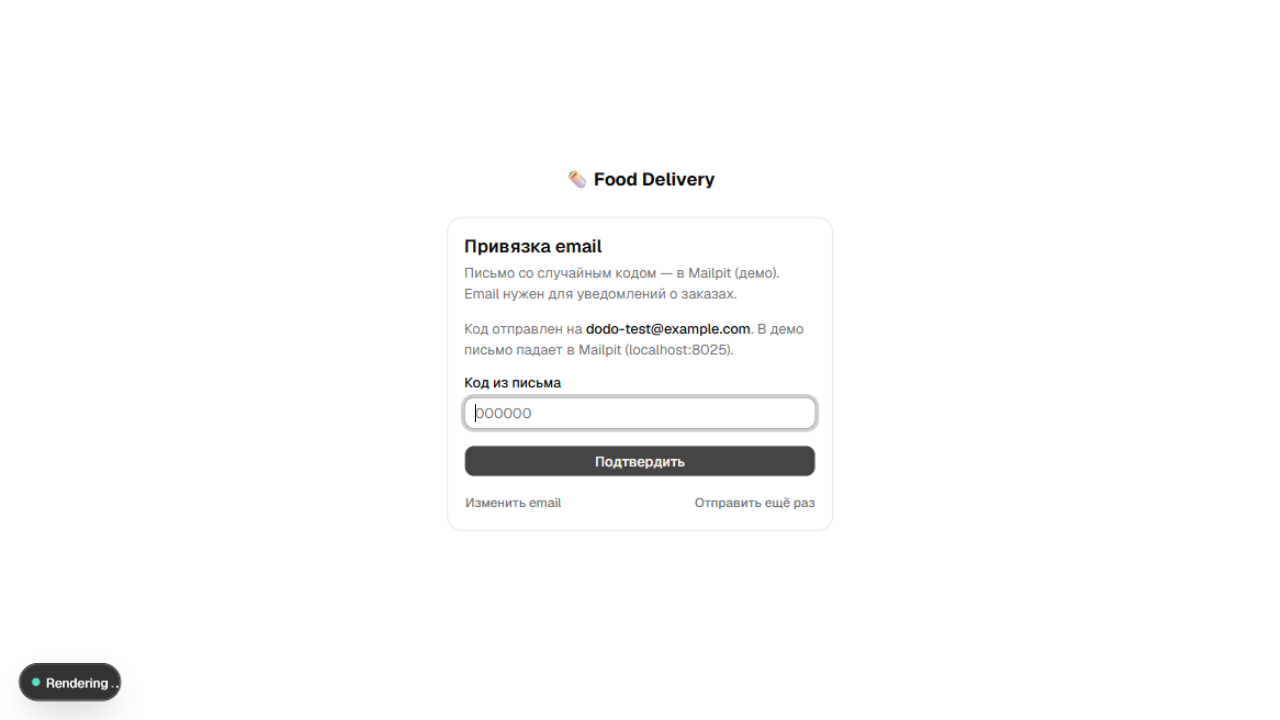 Food Delivery
Привязка email
Письмо со случайным кодом — в Mailpit (демо).
Email нужен для уведомлений о заказах.
Код отправлен на dodo-test@example.com. В демо
письмо падает в Mailpit (localhost:8025).
Код из письма
000000
Подтвердить
Изменить email
Отправить ещё раз
Rendering ..